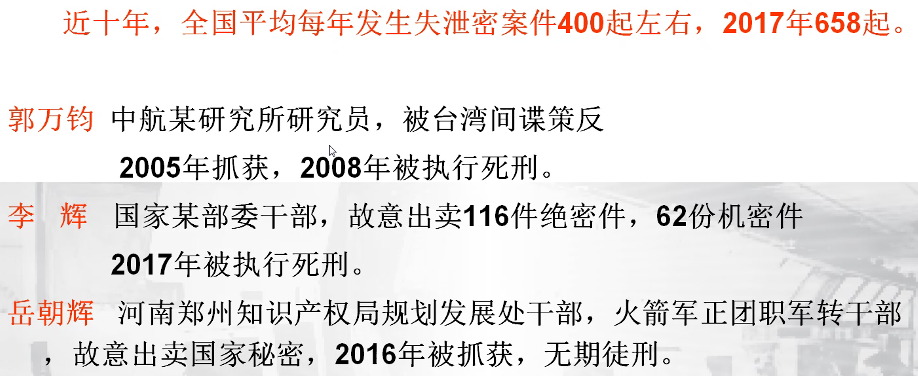 近十年，全国平均每年发生失泄密案件400起左右，2017年658起。
郭万钧 中航某研究所研究员，被台湾间谍策反
2005年抓获，2008年被执行死刑。
李 辉 国家某部委干部，故意出卖116件绝密件，62份机密件
2017年被执行死刑。
岳朝辉 河南郑州知识产权局规划发展处干部，火箭军正团职军转干部
，故意出卖国家秘密，2016年被抓获，无期徒刑。